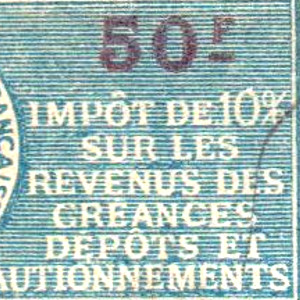 50F
IMPÔT DE 10%
SUR LES
REVENUS DES
CREANCES
DEPÔTS ET
AUTIONNEMENTS